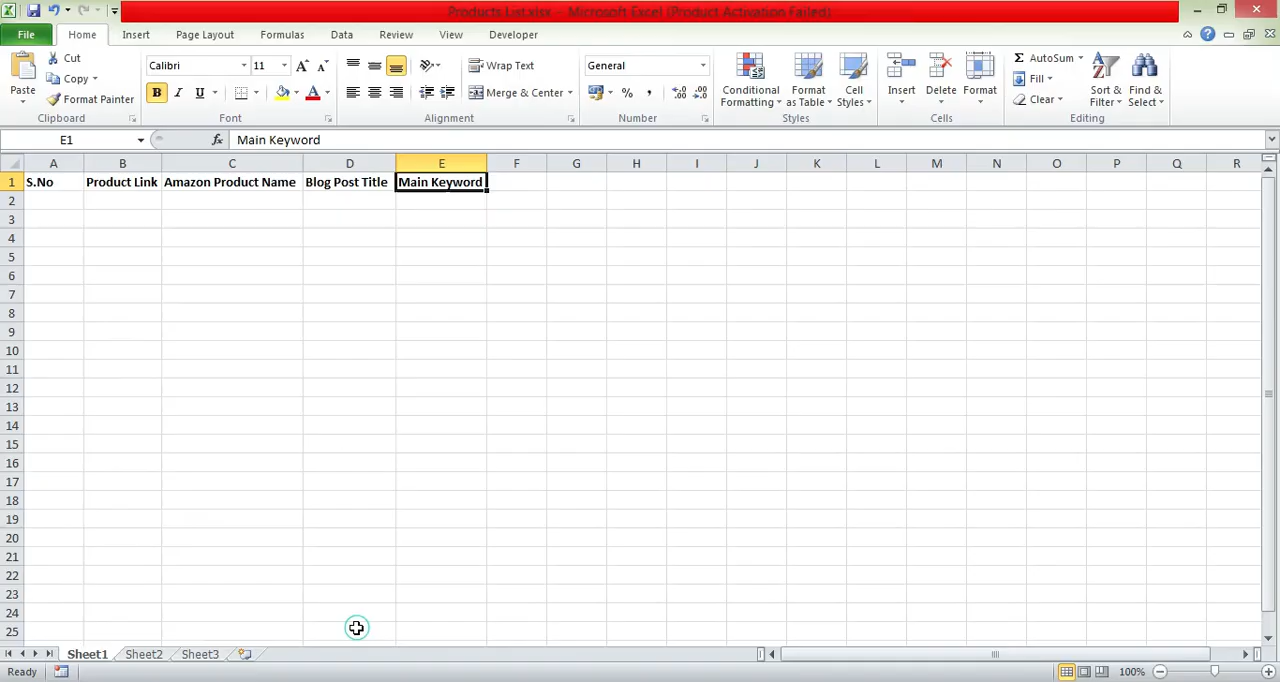 Products List.xlsx - Microsoft Excel (Product Activation Failed)
File Home Insert Page Layout Formulas Data Review View Developer
Cut
Copy
Format Painter
Paste
Clipboard
Calibri 11
B I U
Font
Wrap Text
Merge & Center
Alignment
General
% ,
Number
Conditional Formatting
Format as Table
Cell Styles
Styles
Insert Delete Format
Cells
AutoSum
Fill
Clear
Sort & Filter
Find & Select
Editing
E1 fx Main Keyword
A B C D E F G H I J K L M N O P Q R
1 S.No Product Link Amazon Product Name Blog Post Title Main Keyword
2
3
4
5
6
7
8
9
10
11
12
13
14
15
16
17
18
19
20
21
22
23
24
25
Sheet1 Sheet2 Sheet3
Ready 100%